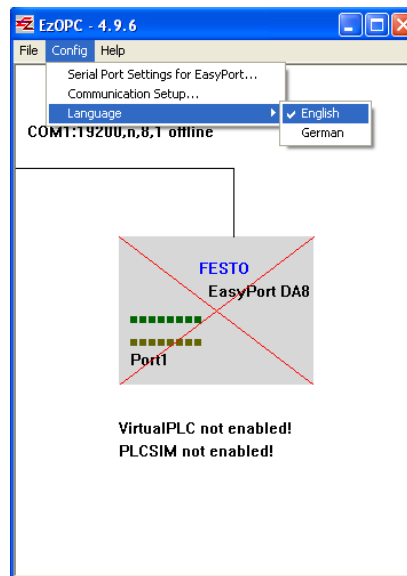 EzOPC - 4.9.6
File Config Help
Serial Port Settings for EasyPort...
Communication Setup...
Language
English
German
COM1:19200,n,8,1 offline
FESTO
EasyPort DA8
Port1
VirtualPLC not enabled!
PLCSIM not enabled!